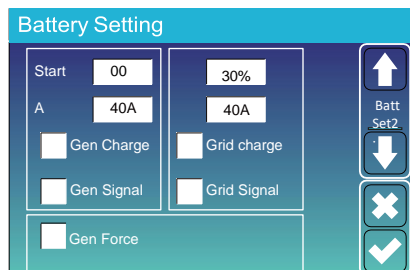 Battery Setting
Start 00 30%
A 40A 40A
Gen Charge Grid charge
Gen Signal Grid Signal
Gen Force
Batt
Set2